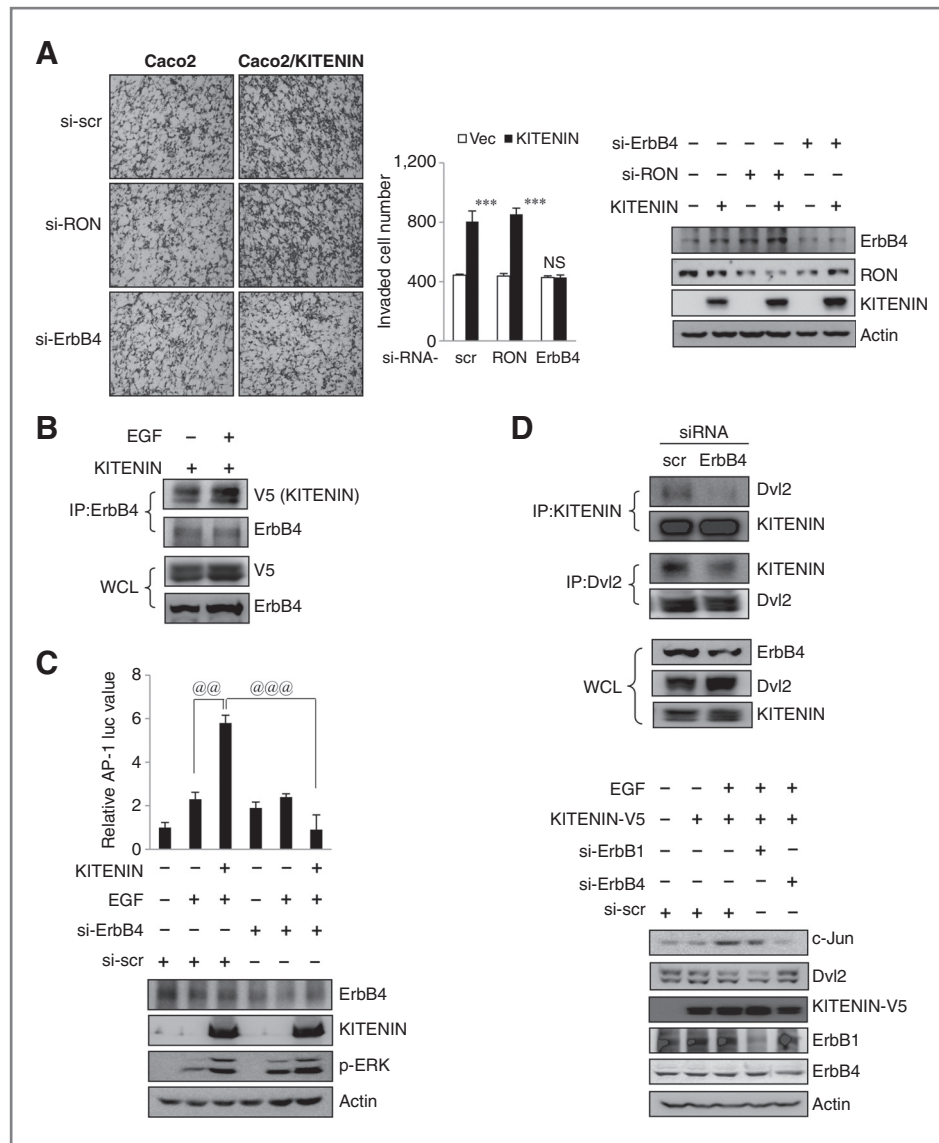 A
Caco2 Caco2/KITENIN
si-scr
si-RON
si-ErbB4
Vec KITENIN
Invaded cell number
1,200
800
400
0
*** ***
NS
si-RNA- scr RON ErbB4
si-ErbB4 – – – – + +
si-RON – – + + – –
KITENIN – + – + – +
ErbB4
RON
KITENIN
Actin
B
EGF – +
KITENIN + +
IP:ErbB4
V5 (KITENIN)
ErbB4
WCL
V5
ErbB4
C
Relative AP-1 luc value
8
6
4
2
0
@@ @@@
KITENIN – – + – – +
EGF – + + – + +
si-ErbB4 – – – + + +
si-scr + + + – – –
ErbB4
KITENIN
p-ERK
Actin
D
siRNA
scr ErbB4
IP:KITENIN
Dvl2
KITENIN
IP:Dvl2
KITENIN
Dvl2
WCL
ErbB4
Dvl2
KITENIN
EGF – – + + +
KITENIN-V5 – + + + +
si-ErbB1 – – – + –
si-ErbB4 – – – – +
si-scr + + + – –
c-Jun
Dvl2
KITENIN-V5
ErbB1
ErbB4
Actin